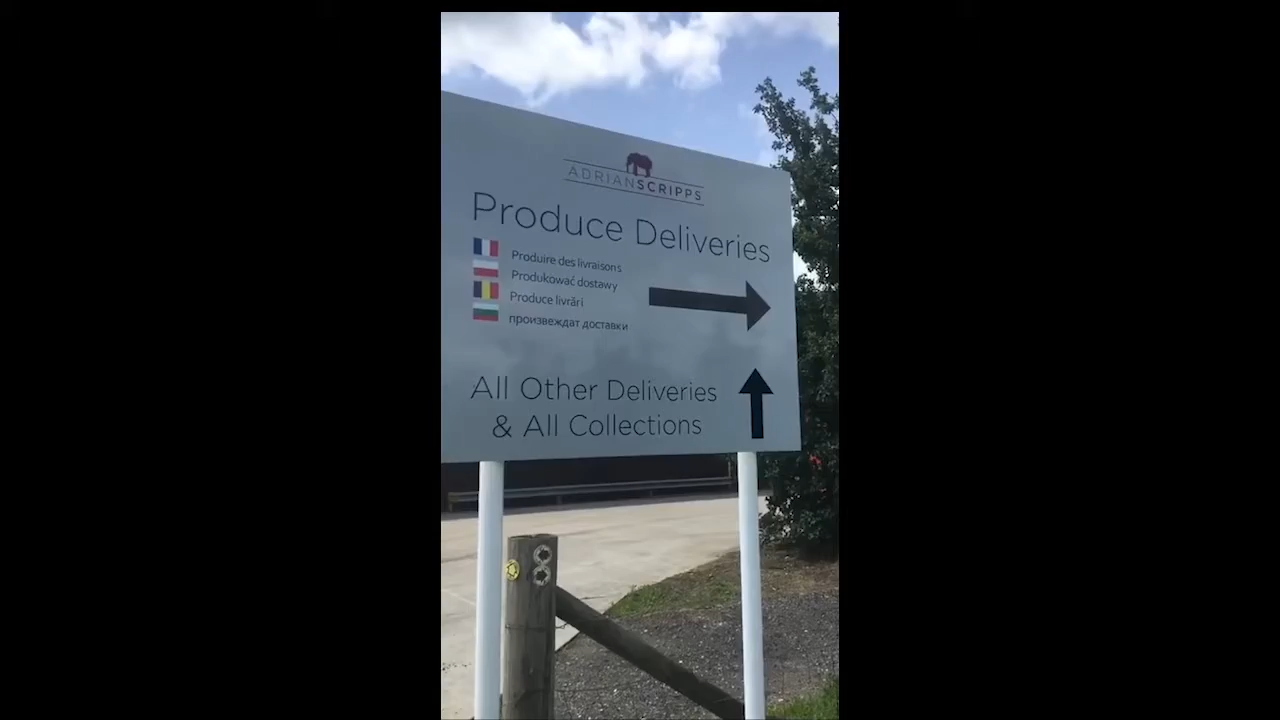 ADRIANSCRIPPS
Produce Deliveries
Produire des livraisons
Produkować dostawy
Produce livrări
произвеждат доставки
All Other Deliveries
& All Collections